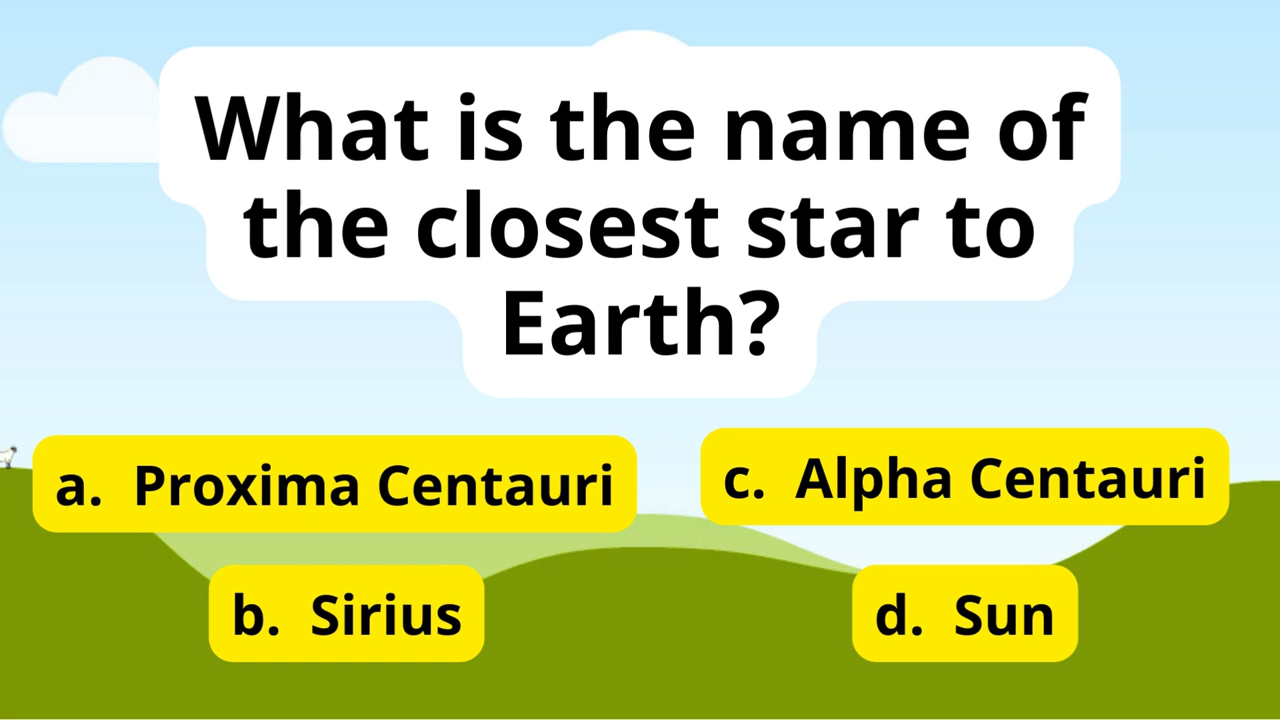 What is the name of
the closest star to
Earth?
a. Proxima Centauri
b. Sirius
c. Alpha Centauri
d. Sun